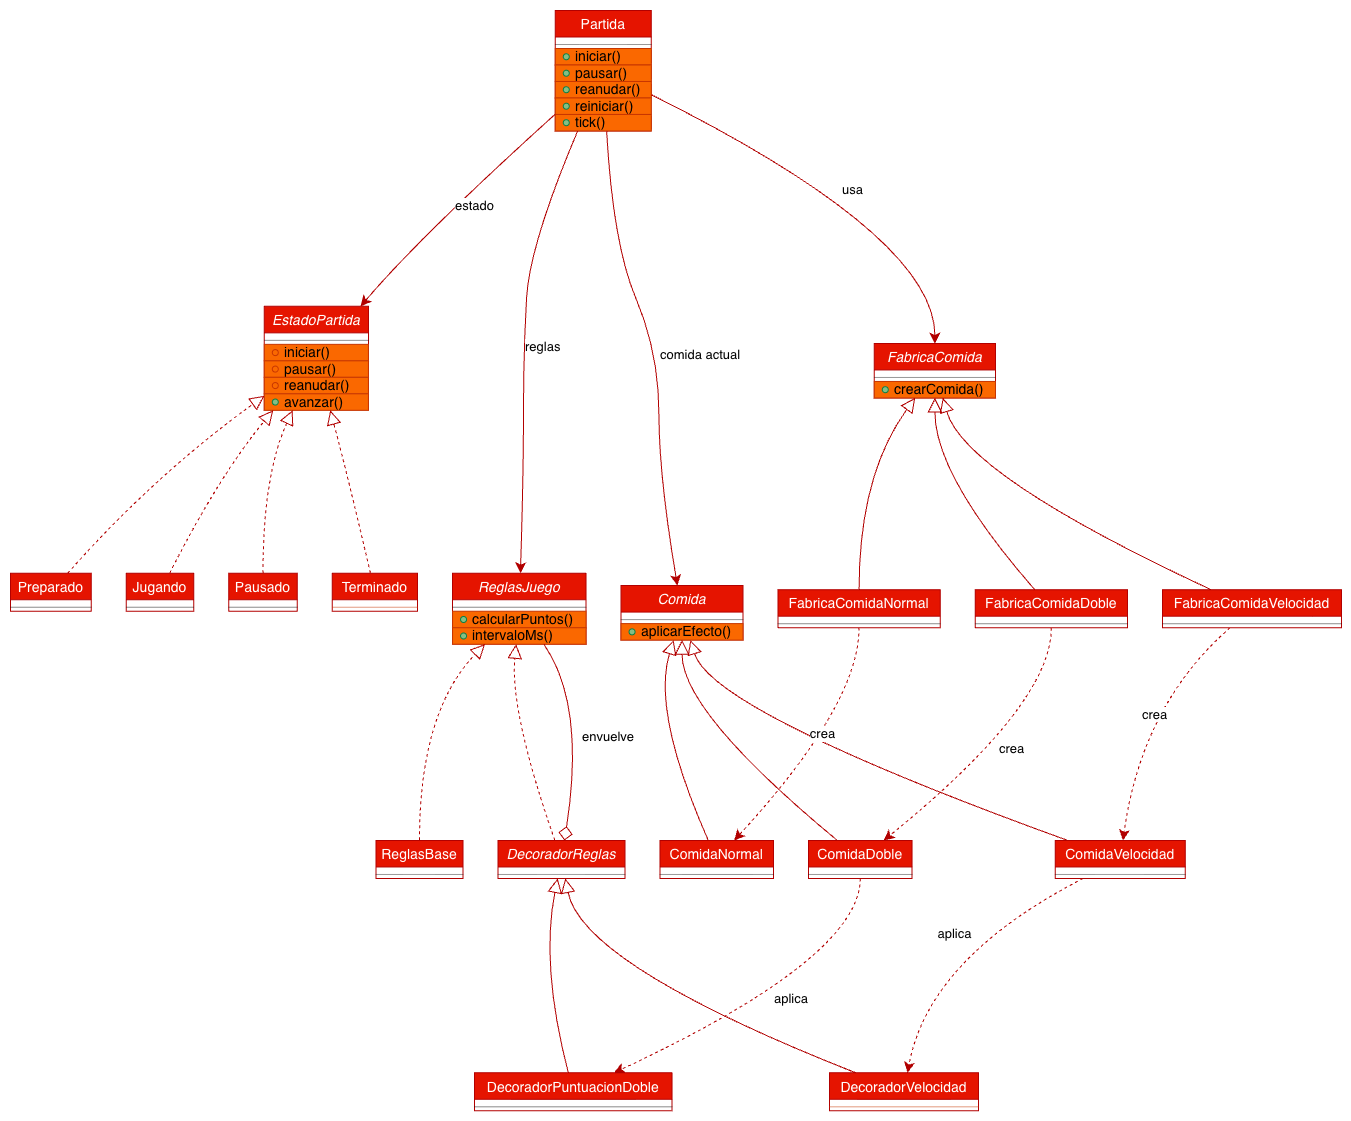 Partida
iniciar()
pausar()
reanudar()
reiniciar()
tick()
usa
estado
EstadoPartida
iniciar()
pausar()
reanudar()
avanzar()
reglas
comida actual
FabricaComida
crearComida()
Preparado
Jugando
Pausado
Terminado
ReglasJuego
calcularPuntos()
intervaloMs()
Comida
aplicarEfecto()
FabricaComidaNormal
FabricaComidaDoble
FabricaComidaVelocidad
envuelve
crea
crea
crea
ReglasBase
DecoradorReglas
ComidaNormal
ComidaDoble
ComidaVelocidad
aplica
aplica
DecoradorPuntuacionDoble
DecoradorVelocidad